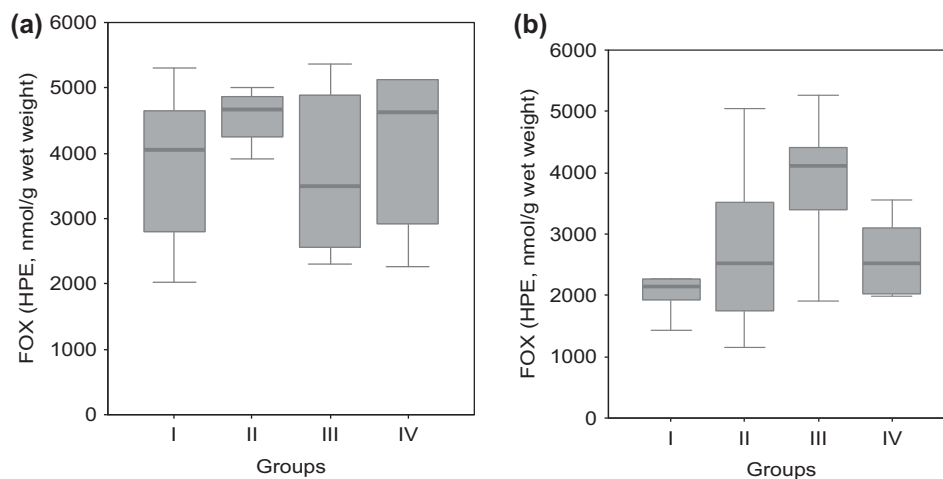 (a)
FOX (HPE, nmol/g wet weight)
6000
5000
4000
3000
2000
1000
0
I II III IV
Groups
(b)
FOX (HPE, nmol/g wet weight)
6000
5000
4000
3000
2000
1000
0
I II III IV
Groups